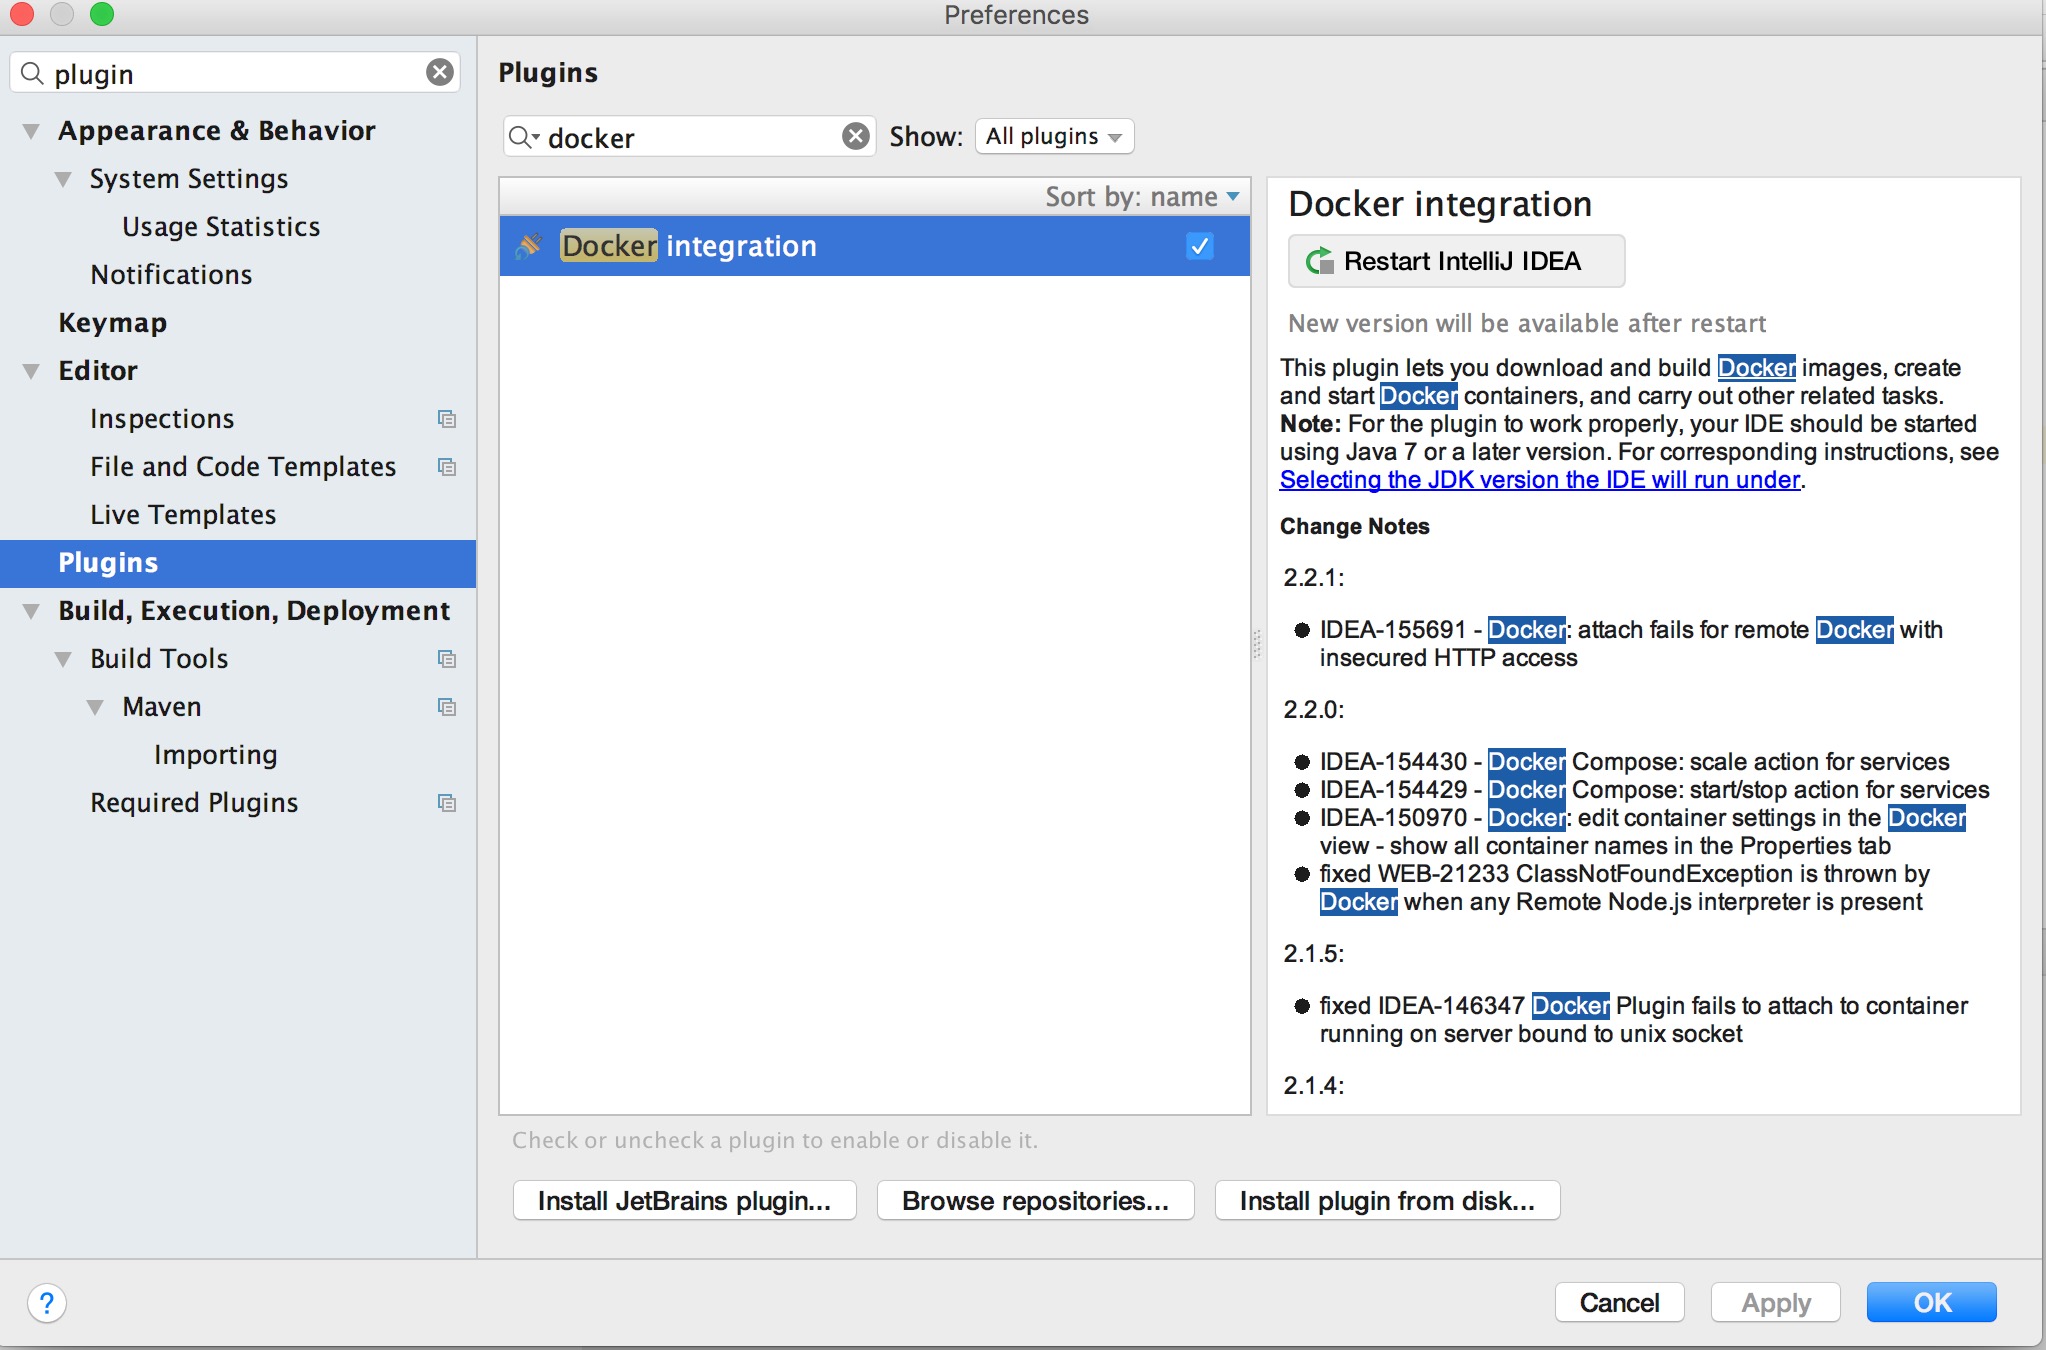 Preferences
plugin
Appearance & Behavior
System Settings
Usage Statistics
Notifications
Keymap
Editor
Inspections
File and Code Templates
Live Templates
Plugins
Build, Execution, Deployment
Build Tools
Maven
Importing
Required Plugins
Plugins
docker
Show: All plugins
Sort by: name
Docker integration
Docker integration
Restart IntelliJ IDEA
New version will be available after restart
This plugin lets you download and build Docker images, create
and start Docker containers, and carry out other related tasks.
Note: For the plugin to work properly, your IDE should be started
using Java 7 or a later version. For corresponding instructions, see
Selecting the JDK version the IDE will run under.
Change Notes
2.2.1:
IDEA-155691 - Docker: attach fails for remote Docker with
insecured HTTP access
2.2.0:
IDEA-154430 - Docker Compose: scale action for services
IDEA-154429 - Docker Compose: start/stop action for services
IDEA-150970 - Docker: edit container settings in the Docker
view - show all container names in the Properties tab
fixed WEB-21233 ClassNotFoundException is thrown by
Docker when any Remote Node.js interpreter is present
2.1.5:
fixed IDEA-146347 Docker Plugin fails to attach to container
running on server bound to unix socket
2.1.4:
Check or uncheck a plugin to enable or disable it.
Install JetBrains plugin...
Browse repositories...
Install plugin from disk...
?
Cancel
Apply
OK